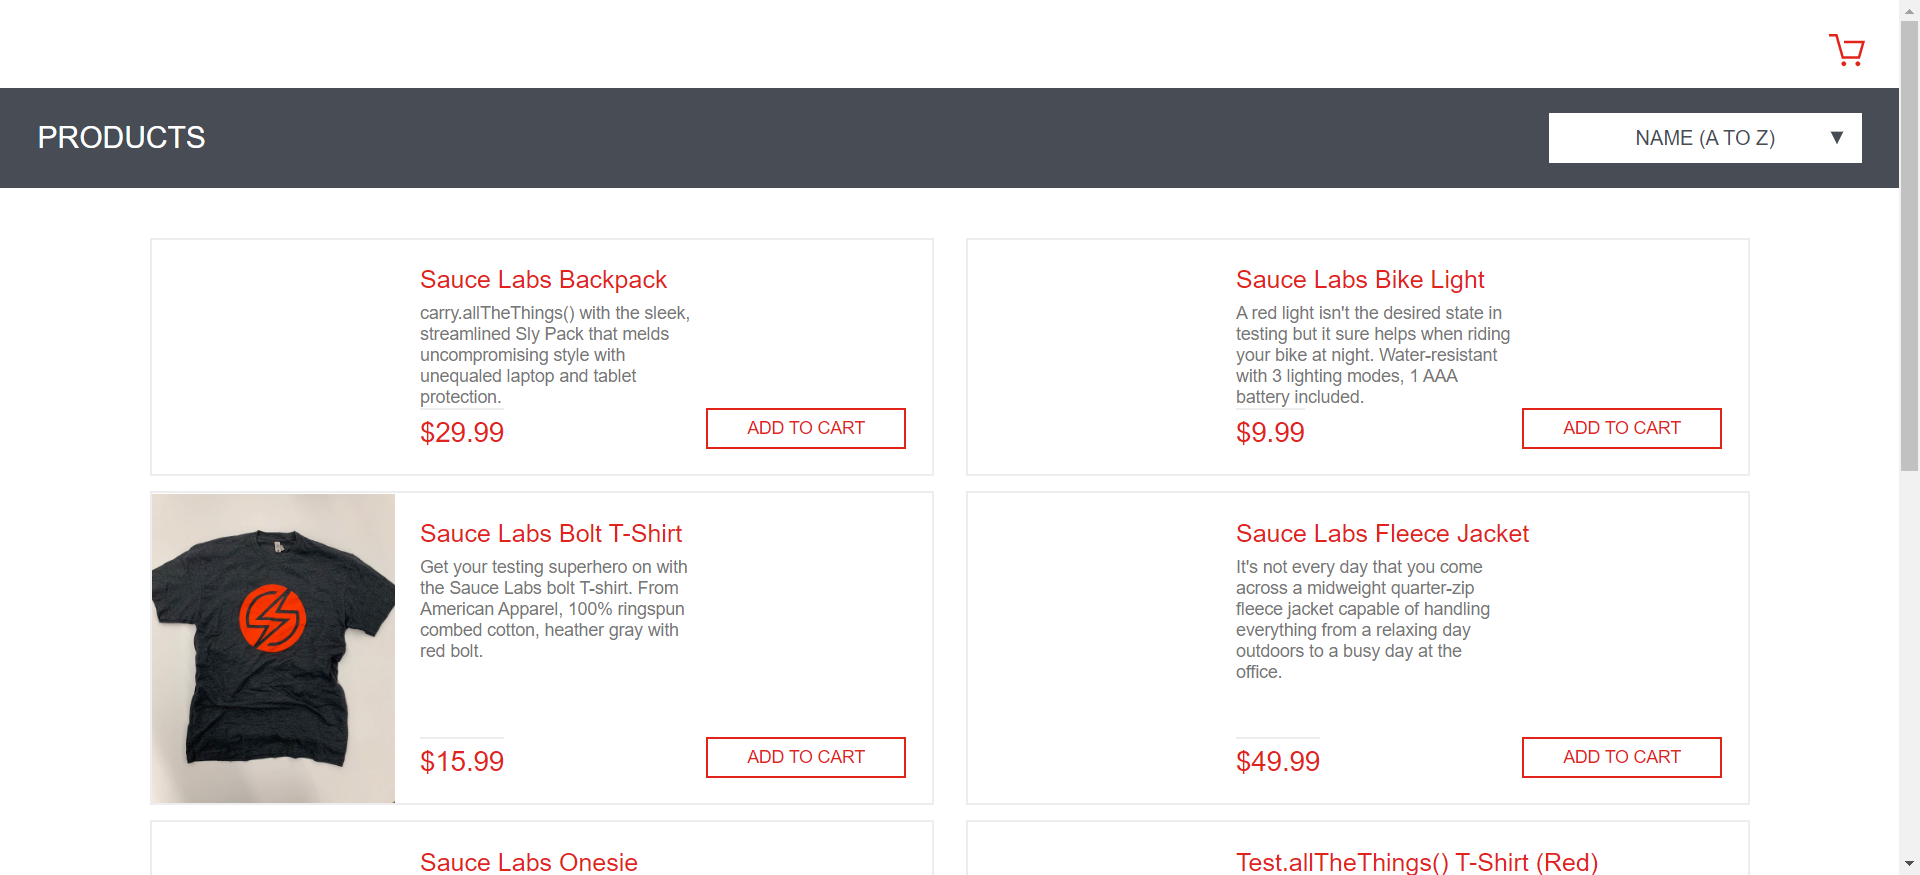 PRODUCTS
NAME (A TO Z)
Sauce Labs Backpack
carry.allTheThings() with the sleek,
streamlined Sly Pack that melds
uncompromising style with
unequaled laptop and tablet
protection.
$29.99
ADD TO CART
Sauce Labs Bike Light
A red light isn't the desired state in
testing but it sure helps when riding
your bike at night. Water-resistant
with 3 lighting modes, 1 AAA
battery included.
$9.99
ADD TO CART
Sauce Labs Bolt T-Shirt
Get your testing superhero on with
the Sauce Labs bolt T-shirt. From
American Apparel, 100% ringspun
combed cotton, heather gray with
red bolt.
$15.99
ADD TO CART
Sauce Labs Fleece Jacket
It's not every day that you come
across a midweight quarter-zip
fleece jacket capable of handling
everything from a relaxing day
outdoors to a busy day at the
office.
$49.99
ADD TO CART
Sauce Labs Onesie
Test.allTheThings() T-Shirt (Red)